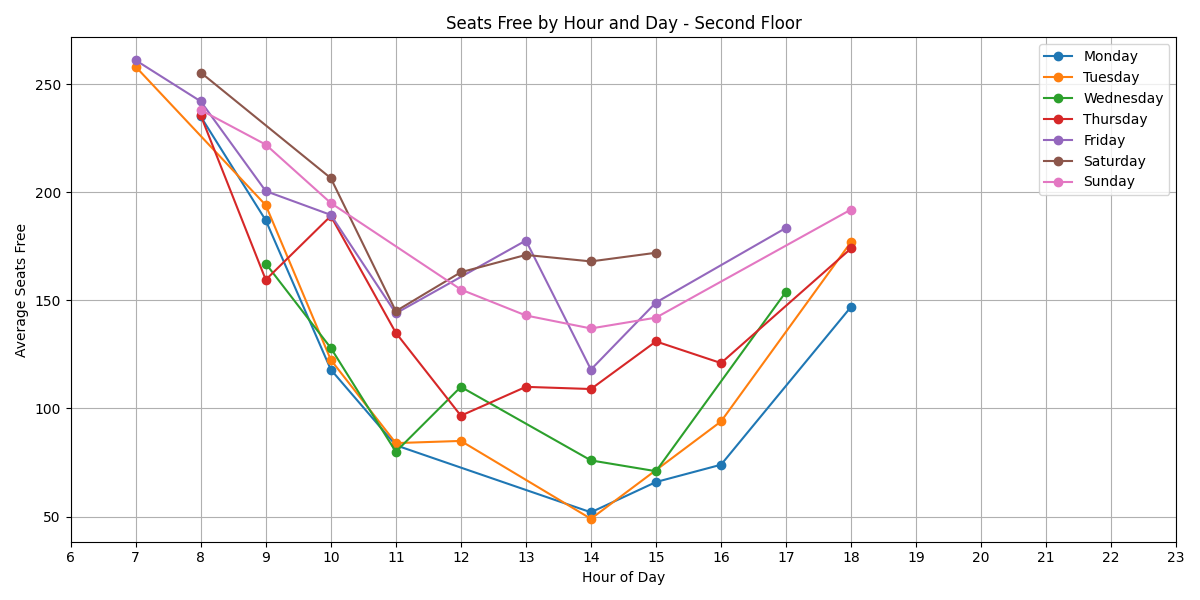 Seats Free by Hour and Day - Second Floor
Average Seats Free
250
200
150
100
50
6 7 8 9 10 11 12 13 14 15 16 17 18 19 20 21 22 23
Hour of Day
Monday
Tuesday
Wednesday
Thursday
Friday
Saturday
Sunday